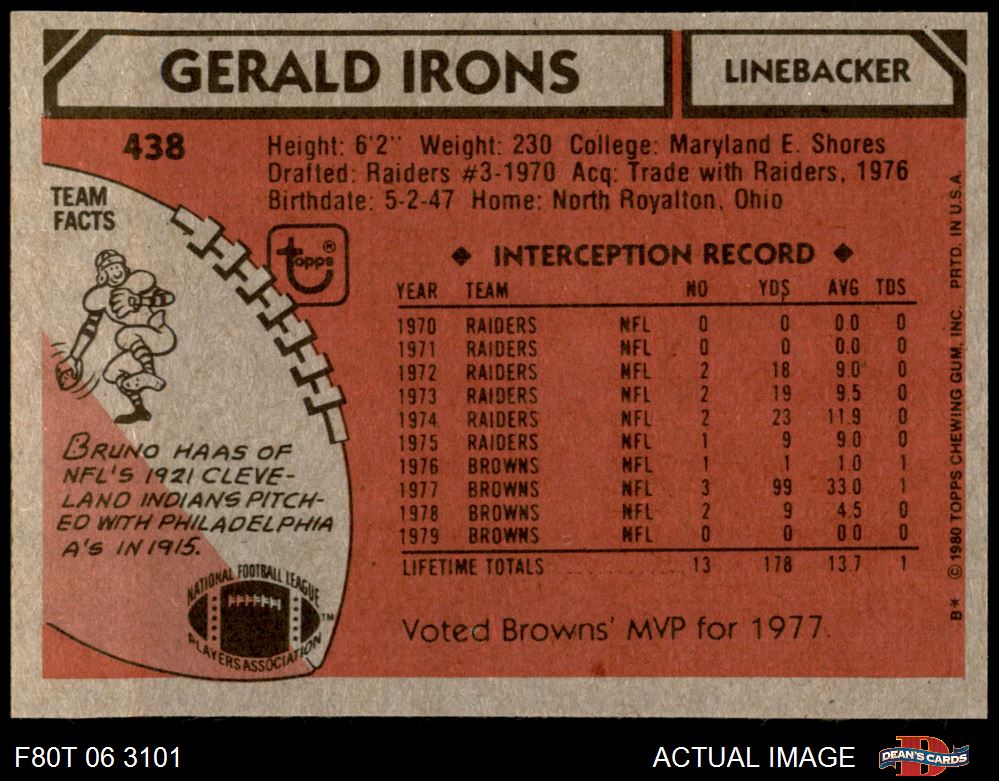 GERALD IRONS
LINEBACKER
438
Height: 6'2" Weight: 230 College: Maryland E. Shores
Drafted: Raiders #3-1970 Acq: Trade with Raiders, 1976
Birthdate: 5-2-47 Home: North Royalton, Ohio
TEAM
FACTS
topps®
◆ INTERCEPTION RECORD ◆
YEAR TEAM NO YDS AVG TDS
1970 RAIDERS NFL 0 0 0.0 0
1971 RAIDERS NFL 0 0 0.0 0
1972 RAIDERS NFL 2 18 9.0 0
1973 RAIDERS NFL 2 19 9.5 0
1974 RAIDERS NFL 2 23 11.9 0
1975 RAIDERS NFL 1 9 9.0 0
1976 BROWNS NFL 1 1 1.0 1
1977 BROWNS NFL 3 99 33.0 1
1978 BROWNS NFL 2 9 4.5 0
1979 BROWNS NFL 0 0 0.0 0
LIFETIME TOTALS 13 178 13.7 1
Voted Browns' MVP for 1977.
BRUNO HAAS OF
NFL'S 1921 CLEVE-
LAND INDIANS PITCH-
ED WITH PHILADELPHIA
A'S IN 1915.
NATIONAL FOOTBALL LEAGUE
PLAYERS ASSOCIATION™
B* © 1980 TOPPS CHEWING GUM, INC. PRTD. IN U.S.A.
F80T 06 3101
ACTUAL IMAGE
DEAN'S CARDS